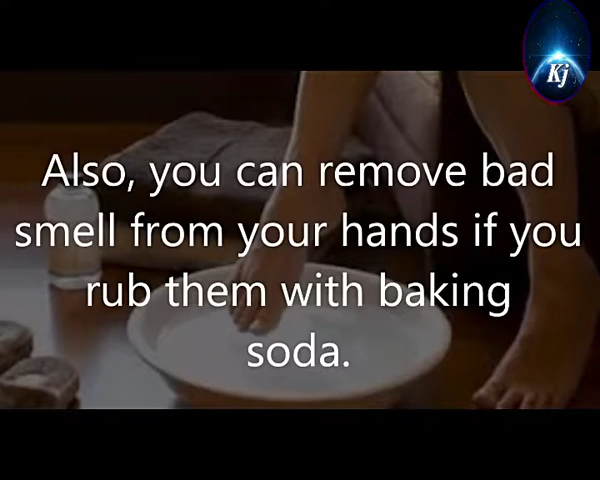 Kj
Also, you can remove bad
smell from your hands if you
rub them with baking
soda.